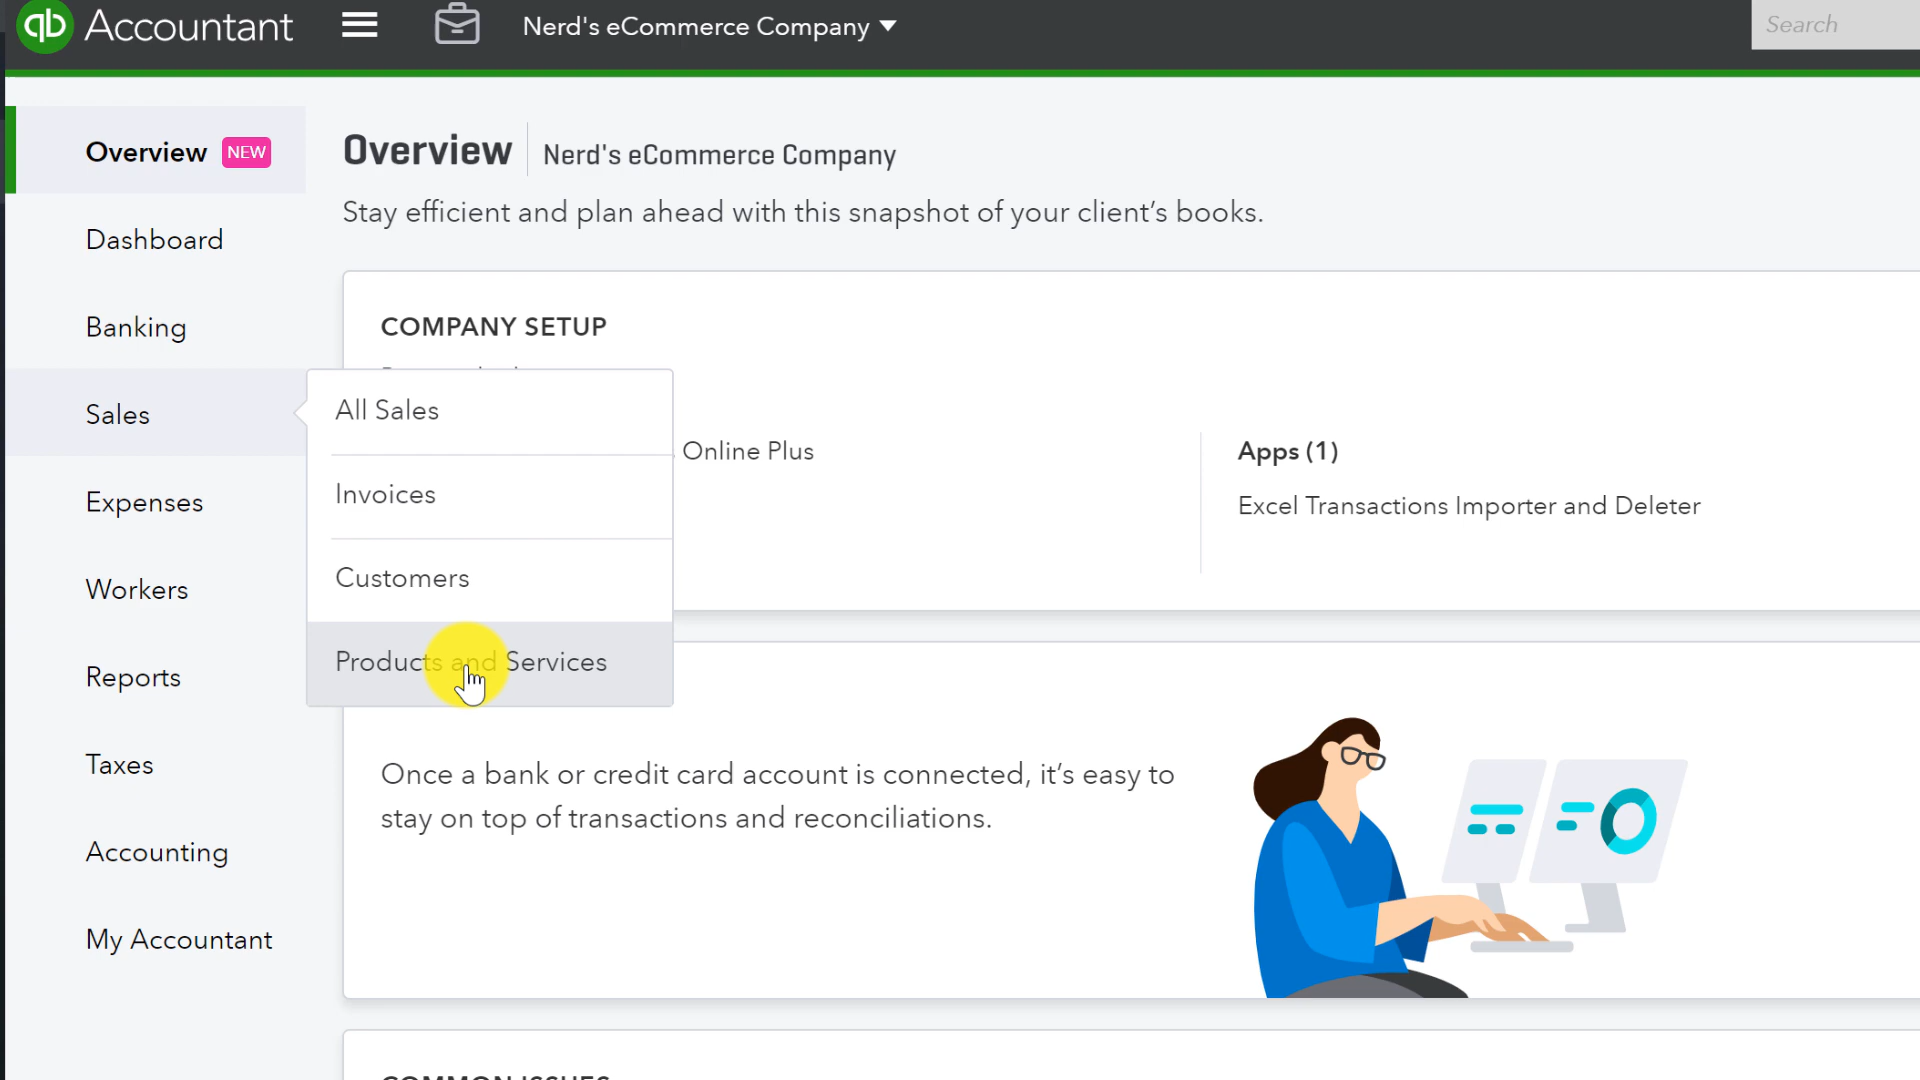 qb Accountant
Nerd's eCommerce Company
Search
Overview NEW
Dashboard
Banking
Sales
Expenses
Workers
Reports
Taxes
Accounting
My Accountant
Overview
Nerd's eCommerce Company
Stay efficient and plan ahead with this snapshot of your client's books.
COMPANY SETUP
All Sales
Invoices
Customers
Products and Services
Online Plus
Apps (1)
Excel Transactions Importer and Deleter
Once a bank or credit card account is connected, it's easy to
stay on top of transactions and reconciliations.
COMMON ISSUES